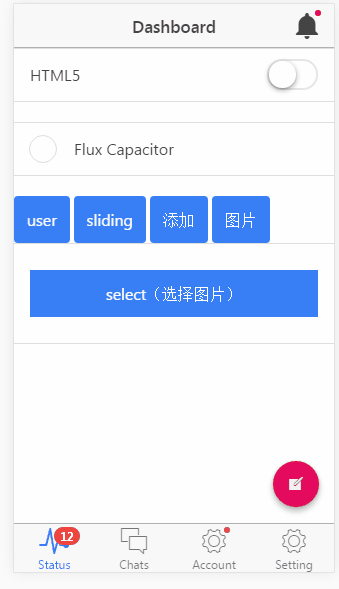 Dashboard
HTML5
Flux Capacitor
user sliding 添加 图片
select（选择图片）
12
Status Chats Account Setting